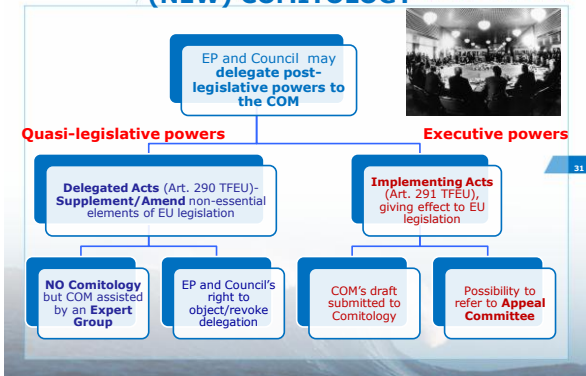 (NEW) COMITOLOGY
EP and Council may
delegate post-
legislative powers to
the COM
Quasi-legislative powers
Executive powers
31
Delegated Acts (Art. 290 TFEU)-
Supplement/Amend non-essential
elements of EU legislation
Implementing Acts
(Art. 291 TFEU),
giving effect to EU
legislation
NO Comitology
but COM assisted
by an Expert
Group
EP and Council's
right to
object/revoke
delegation
COM's draft
submitted to
Comitology
Possibility to
refer to Appeal
Committee